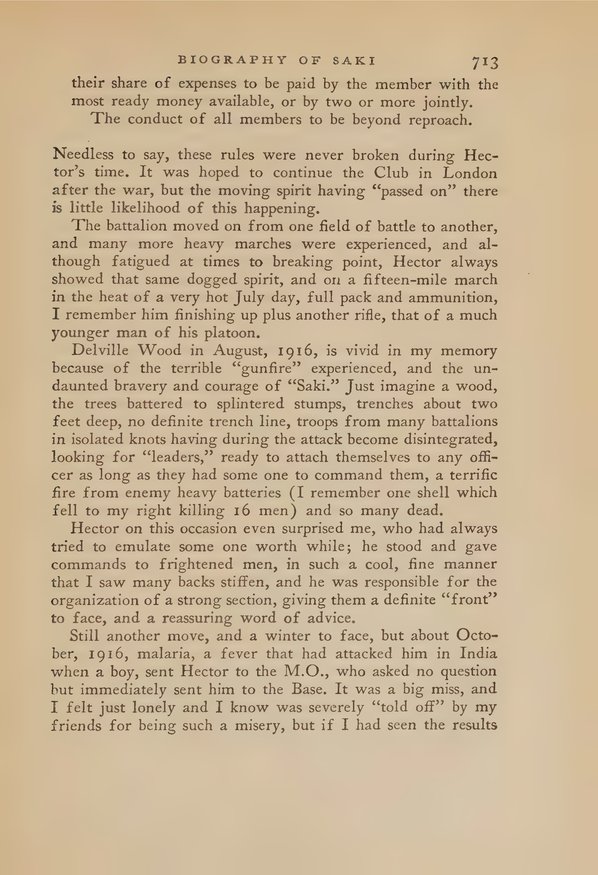 BIOGRAPHY OF SAKI 713
their share of expenses to be paid by the member with the
most ready money available, or by two or more jointly.
The conduct of all members to be beyond reproach.
Needless to say, these rules were never broken during Hec-
tor's time. It was hoped to continue the Club in London
after the war, but the moving spirit having "passed on" there
is little likelihood of this happening.
The battalion moved on from one field of battle to another,
and many more heavy marches were experienced, and al-
though fatigued at times to breaking point, Hector always
showed that same dogged spirit, and on a fifteen-mile march
in the heat of a very hot July day, full pack and ammunition,
I remember him finishing up plus another rifle, that of a much
younger man of his platoon.
Delville Wood in August, 1916, is vivid in my memory
because of the terrible "gunfire" experienced, and the un-
daunted bravery and courage of "Saki." Just imagine a wood,
the trees battered to splintered stumps, trenches about two
feet deep, no definite trench line, troops from many battalions
in isolated knots having during the attack become disintegrated,
looking for "leaders," ready to attach themselves to any offi-
cer as long as they had some one to command them, a terrific
fire from enemy heavy batteries (I remember one shell which
fell to my right killing 16 men) and so many dead.
Hector on this occasion even surprised me, who had always
tried to emulate some one worth while; he stood and gave
commands to frightened men, in such a cool, fine manner
that I saw many backs stiffen, and he was responsible for the
organization of a strong section, giving them a definite "front"
to face, and a reassuring word of advice.
Still another move, and a winter to face, but about Octo-
ber, 1916, malaria, a fever that had attacked him in India
when a boy, sent Hector to the M.O., who asked no question
but immediately sent him to the Base. It was a big miss, and
I felt just lonely and I know was severely "told off" by my
friends for being such a misery, but if I had seen the results